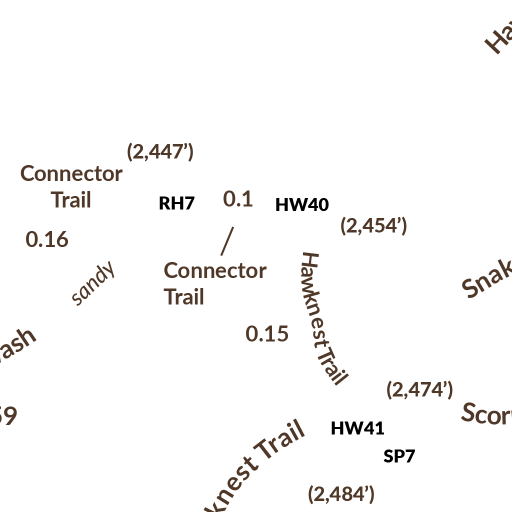 (2,447’)
Connector
Trail
RH7
0.1
HW40
(2,454’)
0.16
sandy
Connector
Trail
Hawknest Trail
0.15
(2,474’)
HW41
SP7
Trail
(2,484’)